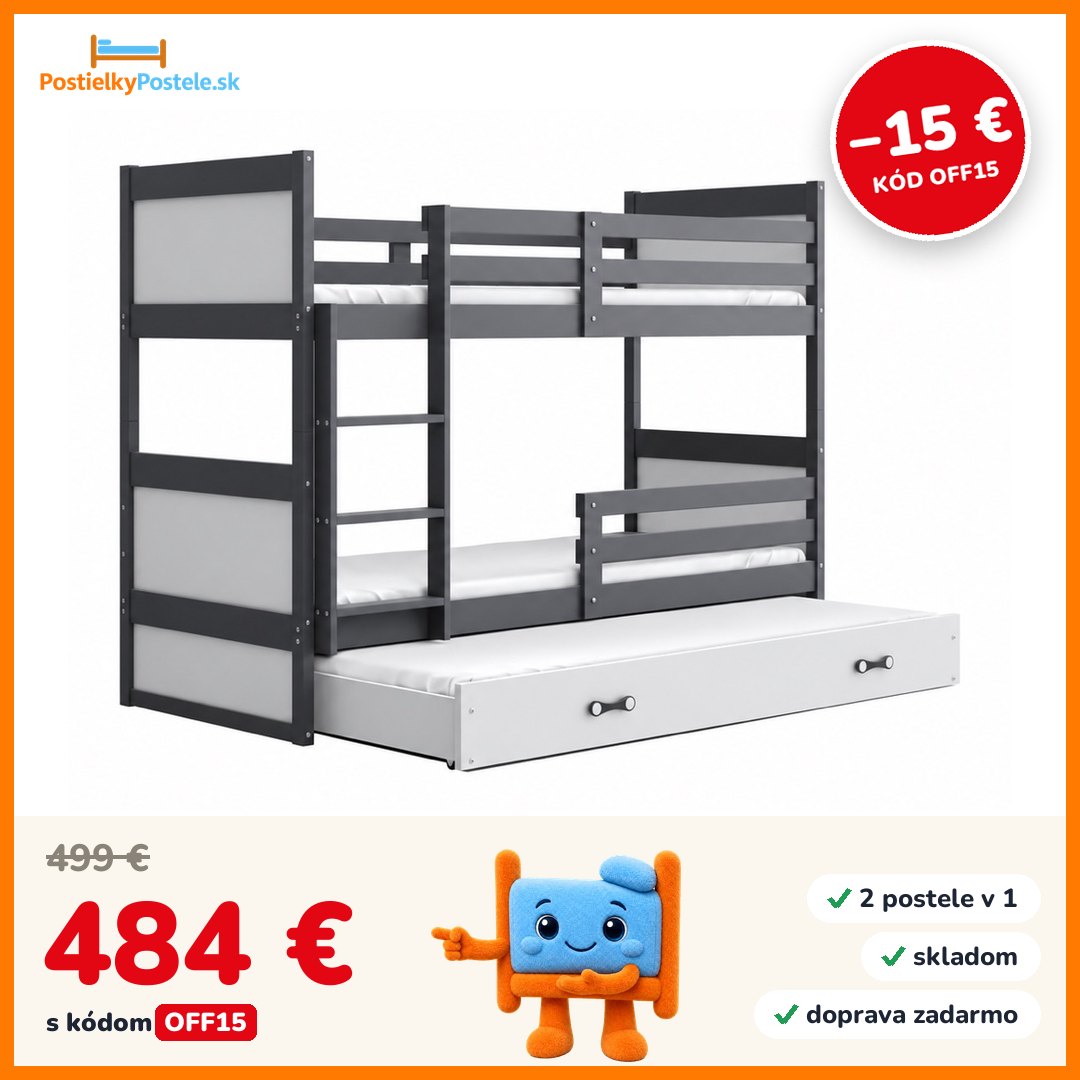 PostielkyPostele.sk
–15 €
KÓD OFF15
499 €
484 €
s kódom OFF15
2 postele v 1
skladom
doprava zadarmo